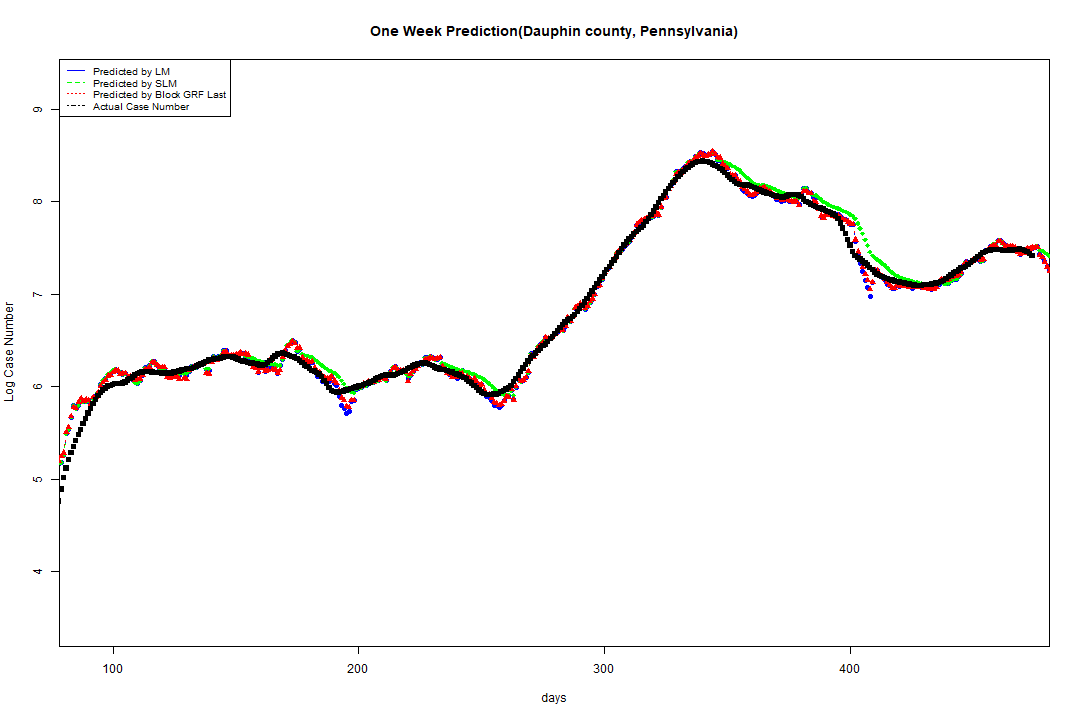 One Week Prediction(Dauphin county, Pennsylvania)
Predicted by LM
Predicted by SLM
Predicted by Block GRF Last
Actual Case Number
9
8
7
6
5
4
Log Case Number
100 200 300 400
days